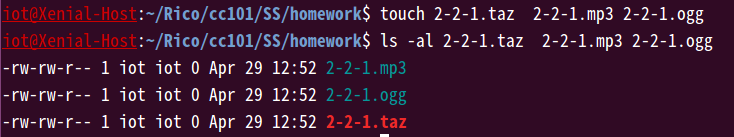 iot@Xenial-Host:~/Rico/cc101/SS/homework$ touch 2-2-1.taz  2-2-1.mp3 2-2-1.ogg
iot@Xenial-Host:~/Rico/cc101/SS/homework$ ls -al 2-2-1.taz  2-2-1.mp3 2-2-1.ogg
-rw-rw-r-- 1 iot iot 0 Apr 29 12:52 2-2-1.mp3
-rw-rw-r-- 1 iot iot 0 Apr 29 12:52 2-2-1.ogg
-rw-rw-r-- 1 iot iot 0 Apr 29 12:52 2-2-1.taz